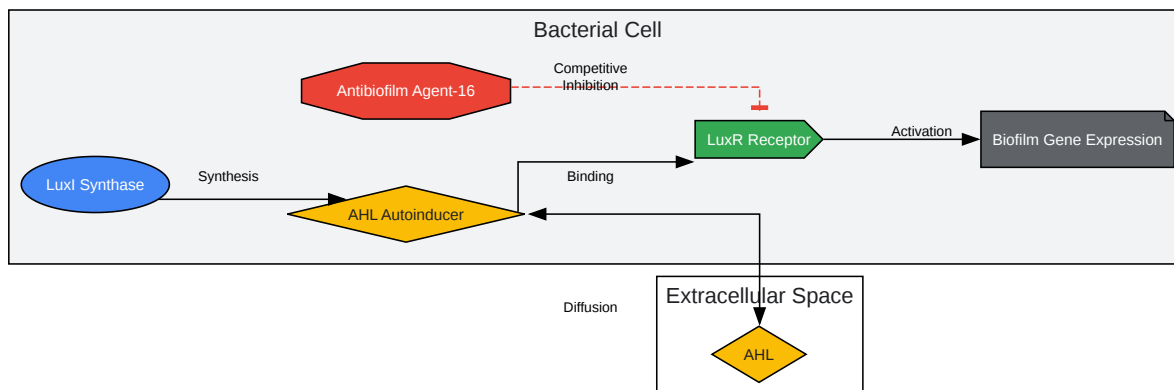 Bacterial Cell
Competitive
Inhibition
Antibiofilm Agent-16
LuxR Receptor
Activation
Biofilm Gene Expression
LuxI Synthase
Synthesis
Binding
AHL Autoinducer
Extracellular Space
Diffusion
AHL